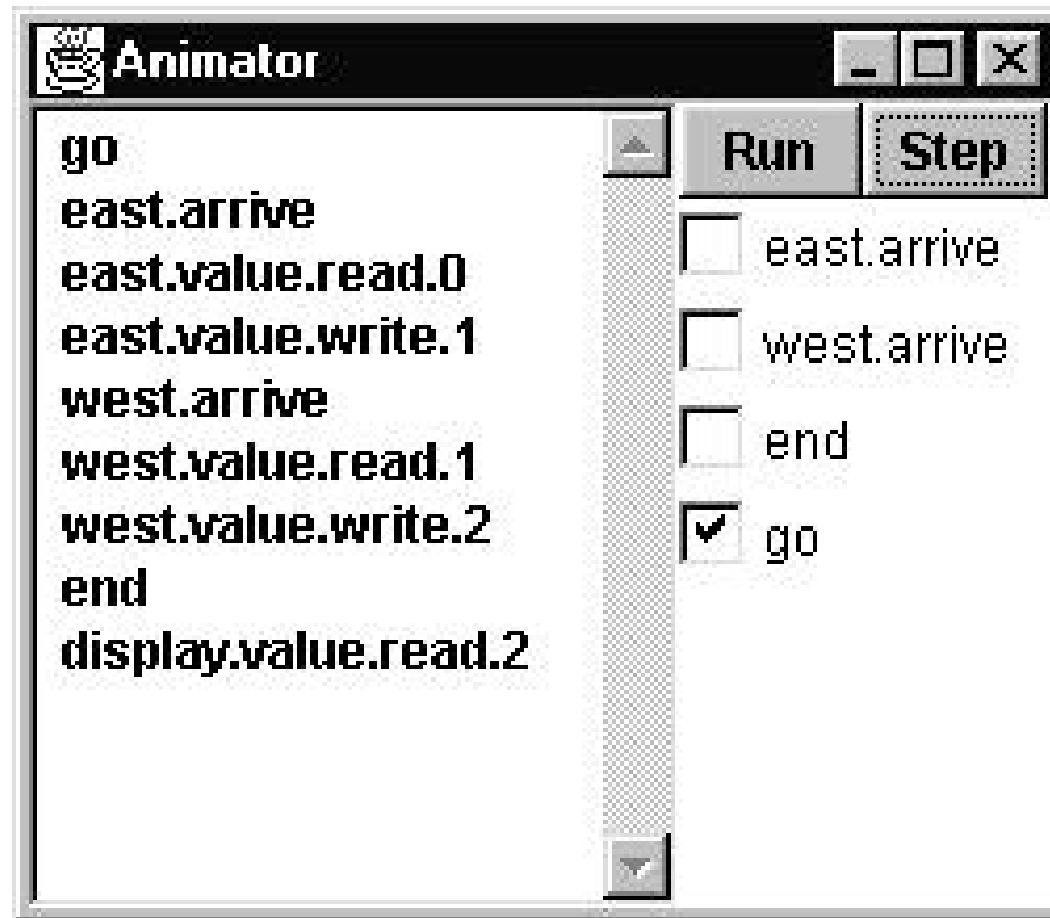 Animator
go
east.arrive
east.value.read.0
east.value.write.1
west.arrive
west.value.read.1
west.value.write.2
end
display.value.read.2
Run Step
east.arrive
west.arrive
end
go